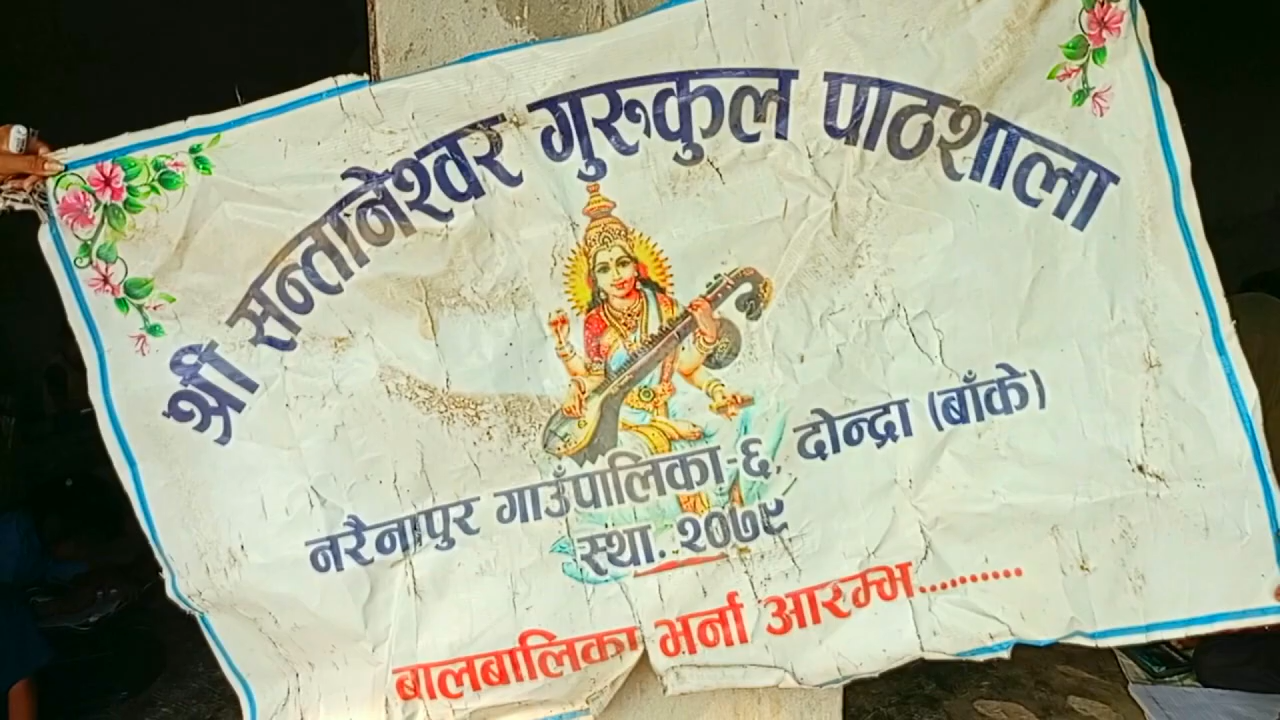 श्री सन्तानेश्वर गुरुकुल पाठशाला
नरैनापुर गाउँपालिका-६, दोन्द्रा (बाँके)
स्था. २०७९
बालबालिका भर्ना आरम्भ..........